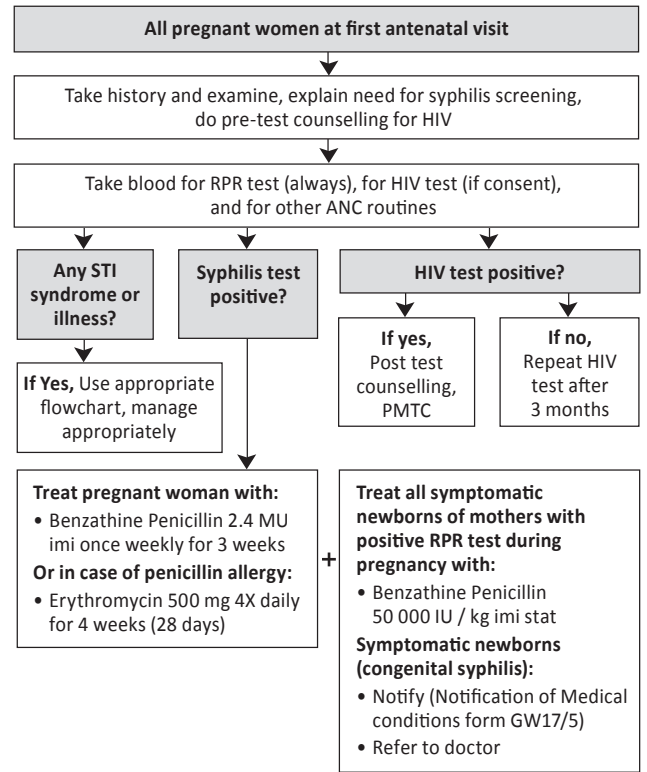 All pregnant women at first antenatal visit
Take history and examine, explain need for syphilis screening,
do pre-test counselling for HIV
Take blood for RPR test (always), for HIV test (if consent),
and for other ANC routines
Any STI
syndrome or
illness?
Syphilis test
positive?
HIV test positive?
If Yes, Use appropriate
flowchart, manage
appropriately
If yes,
Post test
counselling,
PMTC
If no,
Repeat HIV
test after
3 months
Treat pregnant woman with:
• Benzathine Penicillin 2.4 MU
imi once weekly for 3 weeks
Or in case of penicillin allergy:
• Erythromycin 500 mg 4X daily
for 4 weeks (28 days)
+
Treat all symptomatic
newborns of mothers with
positive RPR test during
pregnancy with:
• Benzathine Penicillin
50 000 IU / kg imi stat
Symptomatic newborns
(congenital syphilis):
• Notify (Notification of Medical
conditions form GW17/5)
• Refer to doctor